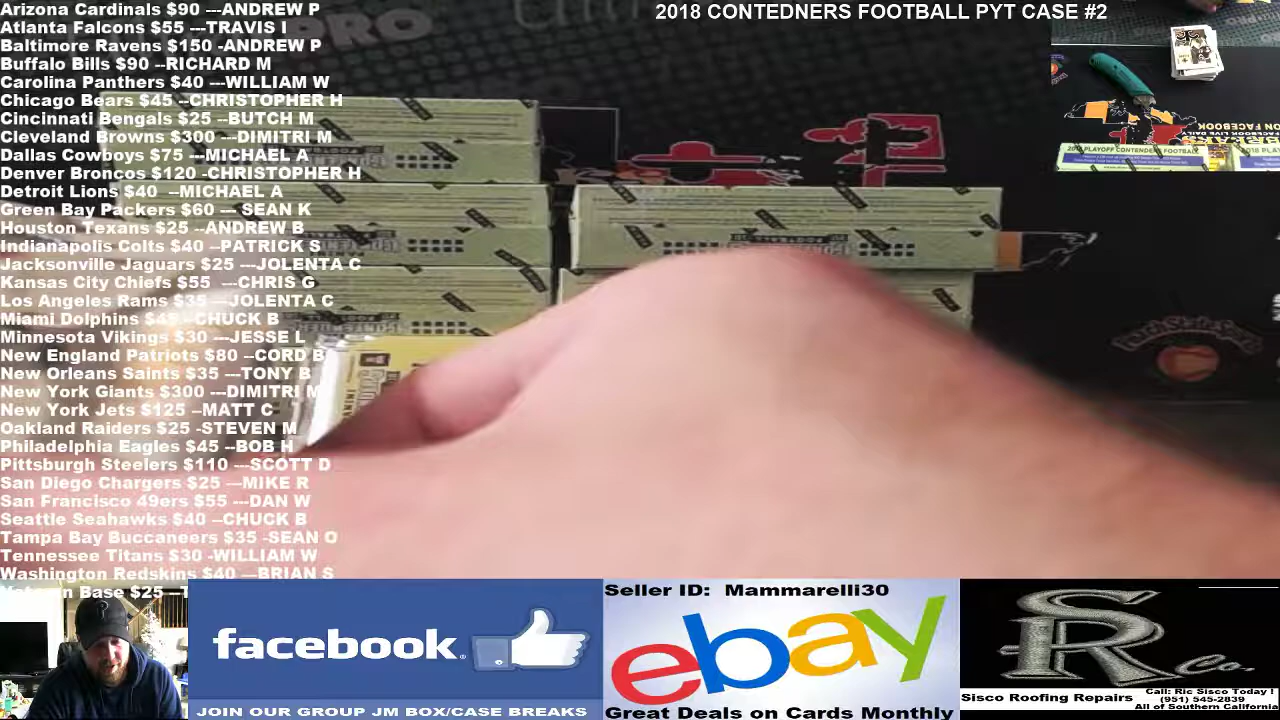 2018 CONTEDNERS FOOTBALL PYT CASE #2
Arizona Cardinals $90 ---ANDREW P
Atlanta Falcons $55 ---TRAVIS I
Baltimore Ravens $150 -ANDREW P
Buffalo Bills $90 --RICHARD M
Carolina Panthers $40 ---WILLIAM W
Chicago Bears $45 --CHRISTOPHER H
Cincinnati Bengals $25 --BUTCH M
Cleveland Browns $300 ---DIMITRI M
Dallas Cowboys $75 ---MICHAEL A
Denver Broncos $120 -CHRISTOPHER H
Detroit Lions $40 --MICHAEL A
Green Bay Packers $60 --- SEAN K
Houston Texans $25 --ANDREW B
Indianapolis Colts $40 --PATRICK S
Jacksonville Jaguars $25 ---JOLENTA C
Kansas City Chiefs $55 ---CHRIS G
Los Angeles Rams $35 ---JOLENTA C
Miami Dolphins $45 --CHUCK B
Minnesota Vikings $30 ---JESSE L
New England Patriots $80 --CORD B
New Orleans Saints $35 ---TONY B
New York Giants $300 ---DIMITRI M
New York Jets $125 --MATT C
Oakland Raiders $25 -STEVEN M
Philadelphia Eagles $45 --BOB H
Pittsburgh Steelers $110 ---SCOTT D
San Diego Chargers $25 ---MIKE R
San Francisco 49ers $55 ---DAN W
Seattle Seahawks $40 --CHUCK B
Tampa Bay Buccaneers $35 -SEAN O
Tennessee Titans $30 -WILLIAM W
Washington Redskins $40 ---BRIAN S
Base $25
2018 PLAYOFF CONTENDERS FOOTBALL
ON FACEBOOK
facebook
JOIN OUR GROUP JM BOX/CASE BREAKS
Seller ID: Mammarelli30
ebay
Great Deals on Cards Monthly
SR Co.
Sisco Roofing Repairs
Call: Ric Sisco Today !
(951) 545-2839
All of Southern California